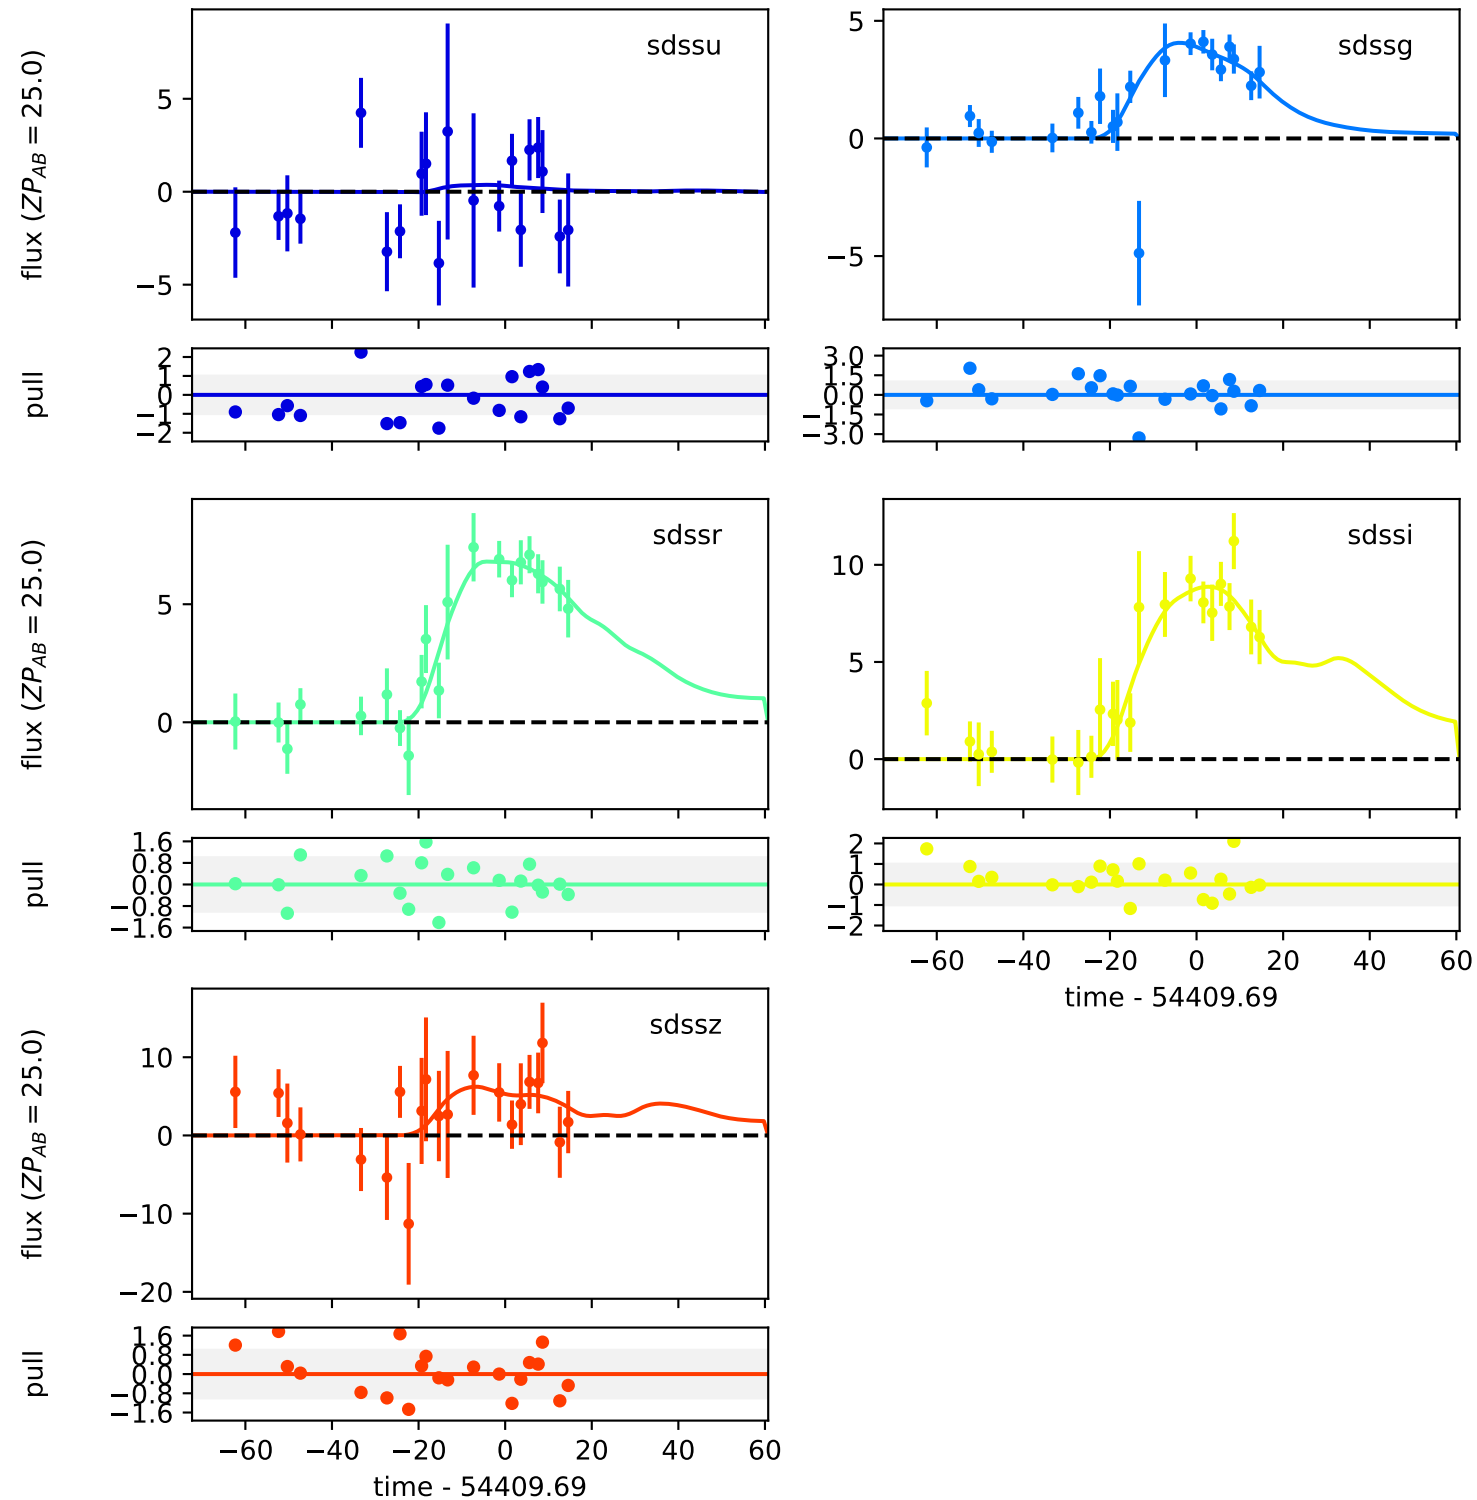 flux (ZP_AB = 25.0)
5
0
−5
sdssu
5
0
−5
sdssg
pull
2
1
0
−1
−2
3.0
1.5
0.0
−1.5
−3.0
flux (ZP_AB = 25.0)
5
0
sdssr
10
5
0
sdssi
pull
1.6
0.8
0.0
−0.8
−1.6
2
1
0
−1
−2
−60 −40 −20 0 20 40 60
time - 54409.69
flux (ZP_AB = 25.0)
10
0
−10
−20
sdssz
pull
1.6
0.8
0.0
−0.8
−1.6
−60 −40 −20 0 20 40 60
time - 54409.69